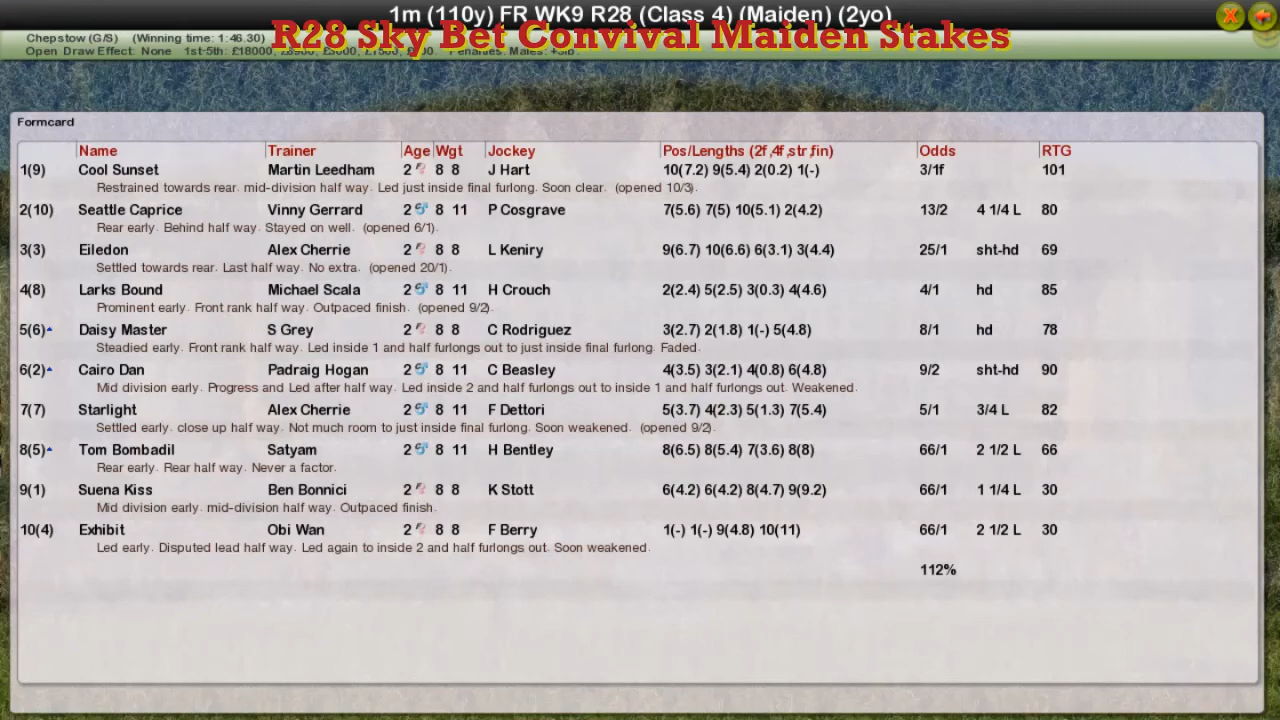 1m (110y) FR WK9 R28 (Class 4) (Maiden) (2yo)
R28 Sky Bet Convival Maiden Stakes
Chepstow (G/S) (Winning time: 1:46.30)
Open Draw Effect: None 1st-5th: £18000, Penalties: Males: +3lb
Formcard
Name Trainer Age Wgt Jockey Pos/Lengths (2f,4f,str,fin) Odds RTG
1(9) Cool Sunset Martin Leedham 2 8 8 J Hart 10(7.2) 9(5.4) 2(0.2) 1(-) 3/1f 101
Restrained towards rear. mid-division half way. Led just inside final furlong. Soon clear. (opened 10/3).
2(10) Seattle Caprice Vinny Gerrard 2 8 11 P Cosgrave 7(5.6) 7(5) 10(5.1) 2(4.2) 13/2 4 1/4 L 80
Rear early. Behind half way. Stayed on well. (opened 6/1).
3(3) Eiledon Alex Cherrie 2 8 8 L Keniry 9(6.7) 10(6.6) 6(3.1) 3(4.4) 25/1 sht-hd 69
Settled towards rear. Last half way. No extra. (opened 20/1).
4(8) Larks Bound Michael Scala 2 8 11 H Crouch 2(2.4) 5(2.5) 3(0.3) 4(4.6) 4/1 hd 85
Prominent early. Front rank half way. Outpaced finish. (opened 9/2).
5(6) Daisy Master S Grey 2 8 8 C Rodriguez 3(2.7) 2(1.8) 1(-) 5(4.8) 8/1 hd 78
Steadied early. Front rank half way. Led inside 1 and half furlongs out to just inside final furlong. Faded.
6(2) Cairo Dan Padraig Hogan 2 8 11 C Beasley 4(3.5) 3(2.1) 4(0.8) 6(4.8) 9/2 sht-hd 90
Mid division early. Progress and Led after half way. Led inside 2 and half furlongs out to inside 1 and half furlongs out. Weakened.
7(7) Starlight Alex Cherrie 2 8 11 F Dettori 5(3.7) 4(2.3) 5(1.3) 7(5.4) 5/1 3/4 L 82
Settled early. close up half way. Not much room to just inside final furlong. Soon weakened. (opened 9/2).
8(5) Tom Bombadil Satyam 2 8 11 H Bentley 8(6.5) 8(5.4) 7(3.6) 8(8) 66/1 2 1/2 L 66
Rear early. Rear half way. Never a factor.
9(1) Suena Kiss Ben Bonnici 2 8 8 K Stott 6(4.2) 6(4.2) 8(4.7) 9(9.2) 66/1 1 1/4 L 30
Mid division early. mid-division half way. Outpaced finish.
10(4) Exhibit Obi Wan 2 8 8 F Berry 1(-) 1(-) 9(4.8) 10(11) 66/1 2 1/2 L 30
Led early. Disputed lead half way. Led again to inside 2 and half furlongs out. Soon weakened.
112%